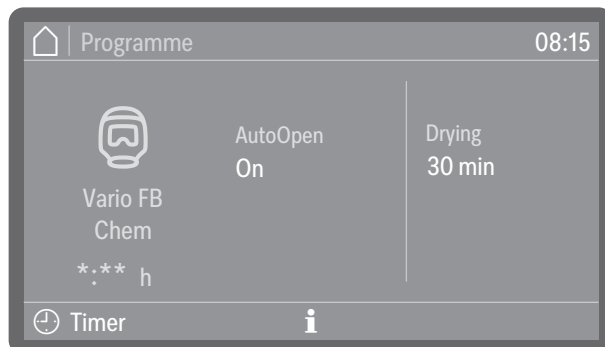 Programme 08:15
AutoOpen
On
Drying
30 min
Vario FB
Chem
*:** h
Timer i